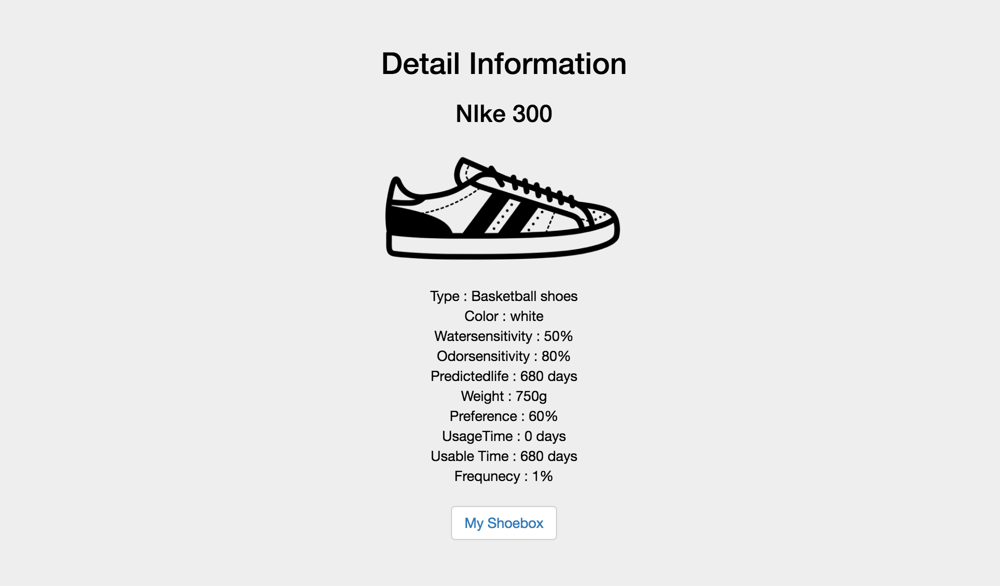 Detail Information
NIke 300
Type : Basketball shoes
Color : white
Watersensitivity : 50%
Odorsensitivity : 80%
Predictedlife : 680 days
Weight : 750g
Preference : 60%
UsageTime : 0 days
Usable Time : 680 days
Frequnecy : 1%
My Shoebox